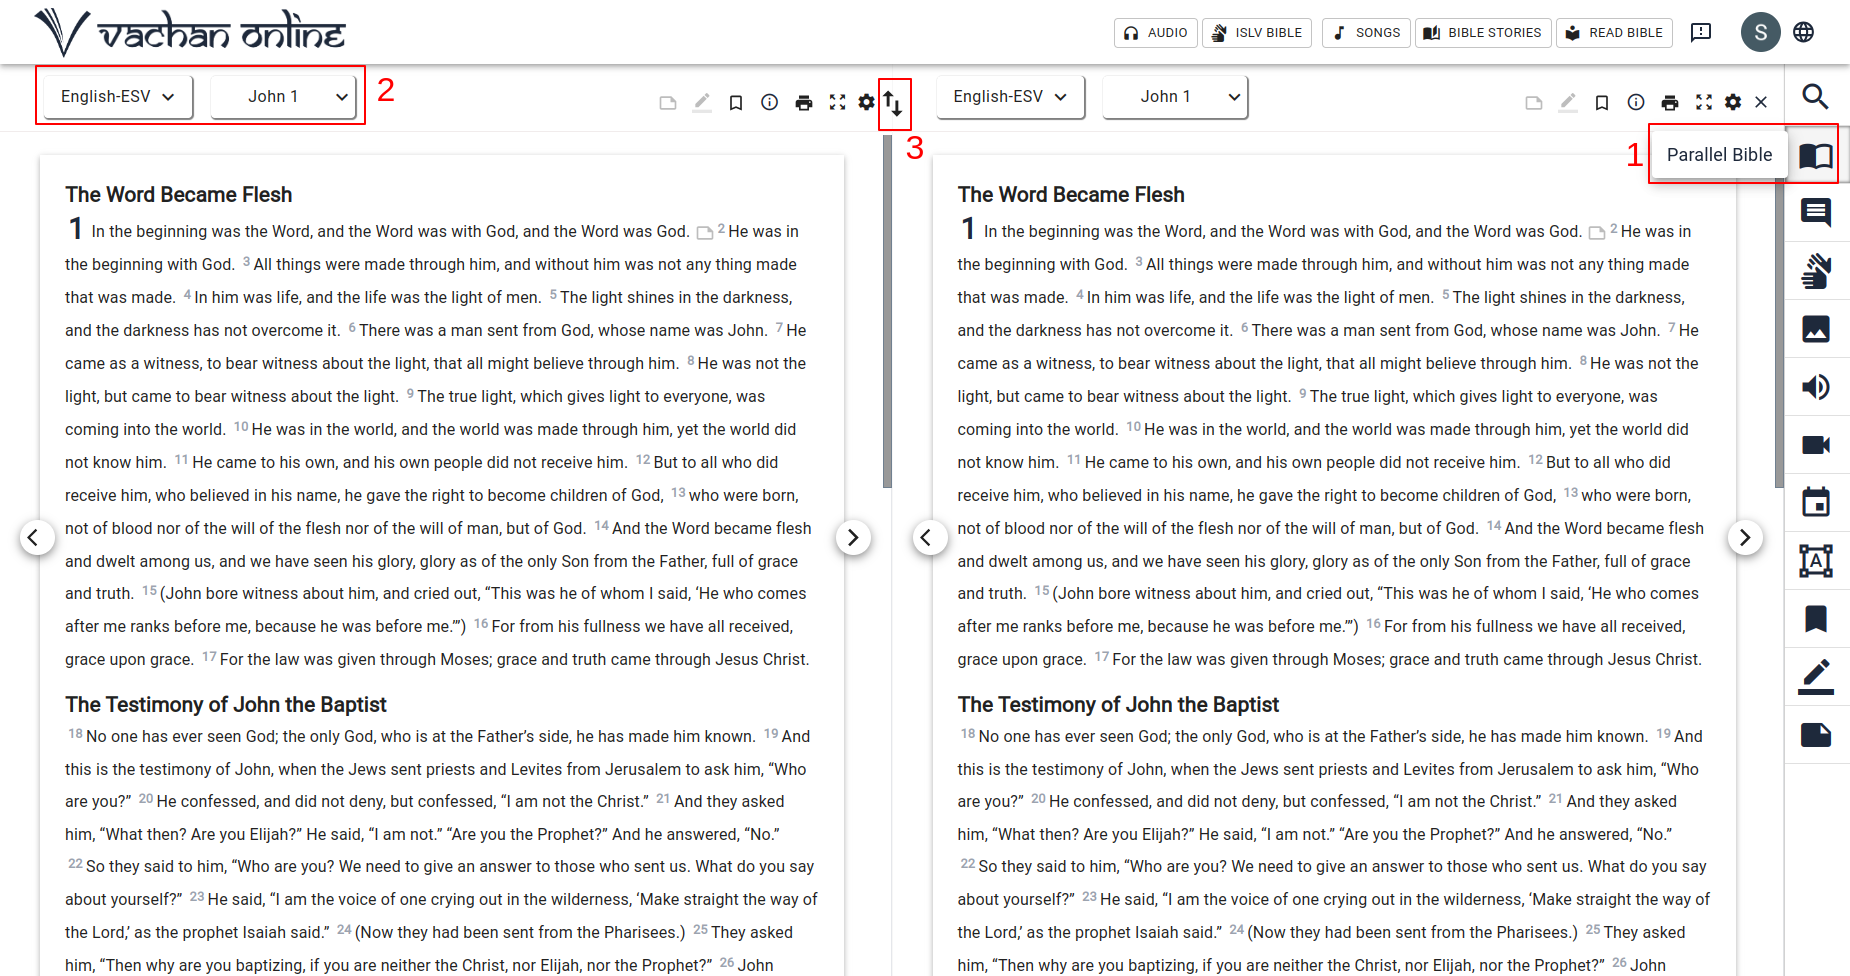 vachan online
AUDIO
ISLV BIBLE
SONGS
BIBLE STORIES
READ BIBLE
S
English-ESV
John 1
2
3
English-ESV
John 1
1
Parallel Bible
A
The Word Became Flesh
1 In the beginning was the Word, and the Word was with God, and the Word was God. 2 He was in
the beginning with God. 3 All things were made through him, and without him was not any thing made
that was made. 4 In him was life, and the life was the light of men. 5 The light shines in the darkness,
and the darkness has not overcome it. 6 There was a man sent from God, whose name was John. 7 He
came as a witness, to bear witness about the light, that all might believe through him. 8 He was not the
light, but came to bear witness about the light. 9 The true light, which gives light to everyone, was
coming into the world. 10 He was in the world, and the world was made through him, yet the world did
not know him. 11 He came to his own, and his own people did not receive him. 12 But to all who did
receive him, who believed in his name, he gave the right to become children of God, 13 who were born,
not of blood nor of the will of the flesh nor of the will of man, but of God. 14 And the Word became flesh
and dwelt among us, and we have seen his glory, glory as of the only Son from the Father, full of grace
and truth. 15 (John bore witness about him, and cried out, “This was he of whom I said, ‘He who comes
after me ranks before me, because he was before me.’”) 16 For from his fullness we have all received,
grace upon grace. 17 For the law was given through Moses; grace and truth came through Jesus Christ.
The Testimony of John the Baptist
18 No one has ever seen God; the only God, who is at the Father’s side, he has made him known. 19 And
this is the testimony of John, when the Jews sent priests and Levites from Jerusalem to ask him, “Who
are you?” 20 He confessed, and did not deny, but confessed, “I am not the Christ.” 21 And they asked
him, “What then? Are you Elijah?” He said, “I am not.” “Are you the Prophet?” And he answered, “No.”
22 So they said to him, “Who are you? We need to give an answer to those who sent us. What do you say
about yourself?” 23 He said, “I am the voice of one crying out in the wilderness, ‘Make straight the way of
the Lord,’ as the prophet Isaiah said.” 24 (Now they had been sent from the Pharisees.) 25 They asked
him, “Then why are you baptizing, if you are neither the Christ, nor Elijah, nor the Prophet?” 26 John
The Word Became Flesh
1 In the beginning was the Word, and the Word was with God, and the Word was God. 2 He was in
the beginning with God. 3 All things were made through him, and without him was not any thing made
that was made. 4 In him was life, and the life was the light of men. 5 The light shines in the darkness,
and the darkness has not overcome it. 6 There was a man sent from God, whose name was John. 7 He
came as a witness, to bear witness about the light, that all might believe through him. 8 He was not the
light, but came to bear witness about the light. 9 The true light, which gives light to everyone, was
coming into the world. 10 He was in the world, and the world was made through him, yet the world did
not know him. 11 He came to his own, and his own people did not receive him. 12 But to all who did
receive him, who believed in his name, he gave the right to become children of God, 13 who were born,
not of blood nor of the will of the flesh nor of the will of man, but of God. 14 And the Word became flesh
and dwelt among us, and we have seen his glory, glory as of the only Son from the Father, full of grace
and truth. 15 (John bore witness about him, and cried out, “This was he of whom I said, ‘He who comes
after me ranks before me, because he was before me.’”) 16 For from his fullness we have all received,
grace upon grace. 17 For the law was given through Moses; grace and truth came through Jesus Christ.
The Testimony of John the Baptist
18 No one has ever seen God; the only God, who is at the Father’s side, he has made him known. 19 And
this is the testimony of John, when the Jews sent priests and Levites from Jerusalem to ask him, “Who
are you?” 20 He confessed, and did not deny, but confessed, “I am not the Christ.” 21 And they asked
him, “What then? Are you Elijah?” He said, “I am not.” “Are you the Prophet?” And he answered, “No.”
22 So they said to him, “Who are you? We need to give an answer to those who sent us. What do you say
about yourself?” 23 He said, “I am the voice of one crying out in the wilderness, ‘Make straight the way of
the Lord,’ as the prophet Isaiah said.” 24 (Now they had been sent from the Pharisees.) 25 They asked
him, “Then why are you baptizing, if you are neither the Christ, nor Elijah, nor the Prophet?” 26 John